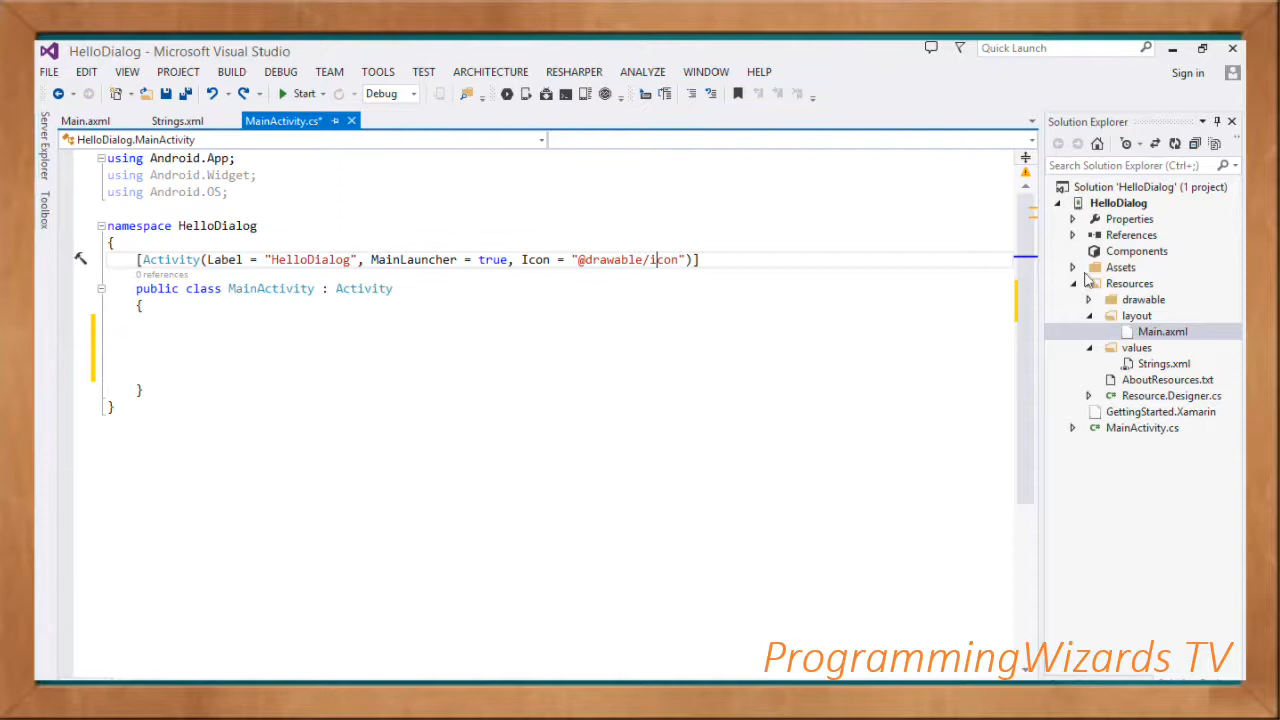 HelloDialog - Microsoft Visual Studio
Quick Launch
FILE EDIT VIEW PROJECT BUILD DEBUG TEAM TOOLS TEST ARCHITECTURE RESHARPER ANALYZE WINDOW HELP
Sign in
Start Debug
Server Explorer
Toolbox
Main.axml Strings.xml MainActivity.cs*
HelloDialog.MainActivity
using Android.App;
using Android.Widget;
using Android.OS;
namespace HelloDialog
{
[Activity(Label = "HelloDialog", MainLauncher = true, Icon = "@drawable/icon")]
0 references
public class MainActivity : Activity
{
}
}
Solution Explorer
Search Solution Explorer (Ctrl+;)
Solution 'HelloDialog' (1 project)
HelloDialog
Properties
References
Components
Assets
Resources
drawable
layout
Main.axml
values
Strings.xml
AboutResources.txt
Resource.Designer.cs
GettingStarted.Xamarin
MainActivity.cs
ProgrammingWizards TV